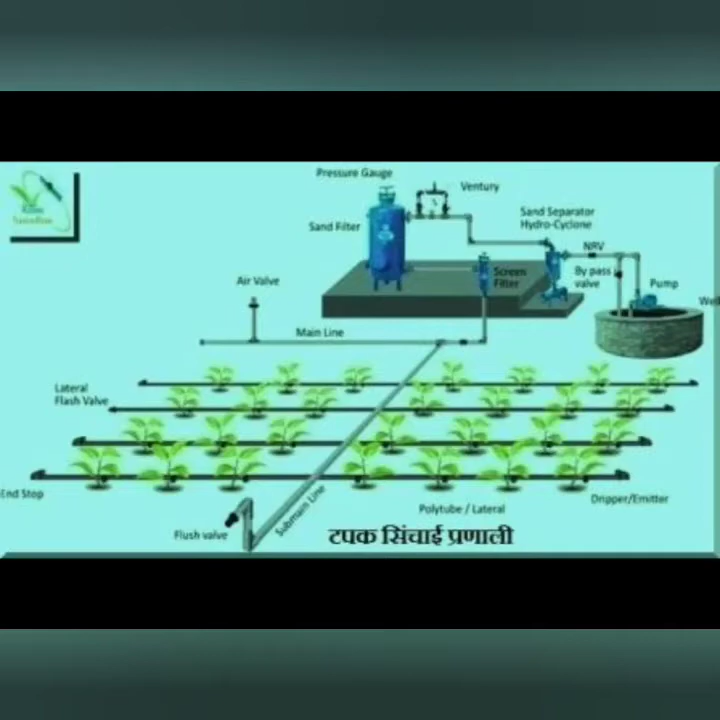 Pressure Gauge
Ventury
Sand Filter
Sand Separator
Hydro-Cyclone
NRV
Screen
Filter
By pass
valve
Pump
Well
Air Valve
Main Line
Lateral
Flash Valve
End Stop
Flush valve
Submain Line
Polytube / Lateral
Dripper/Emitter
टपक सिंचाई प्रणाली